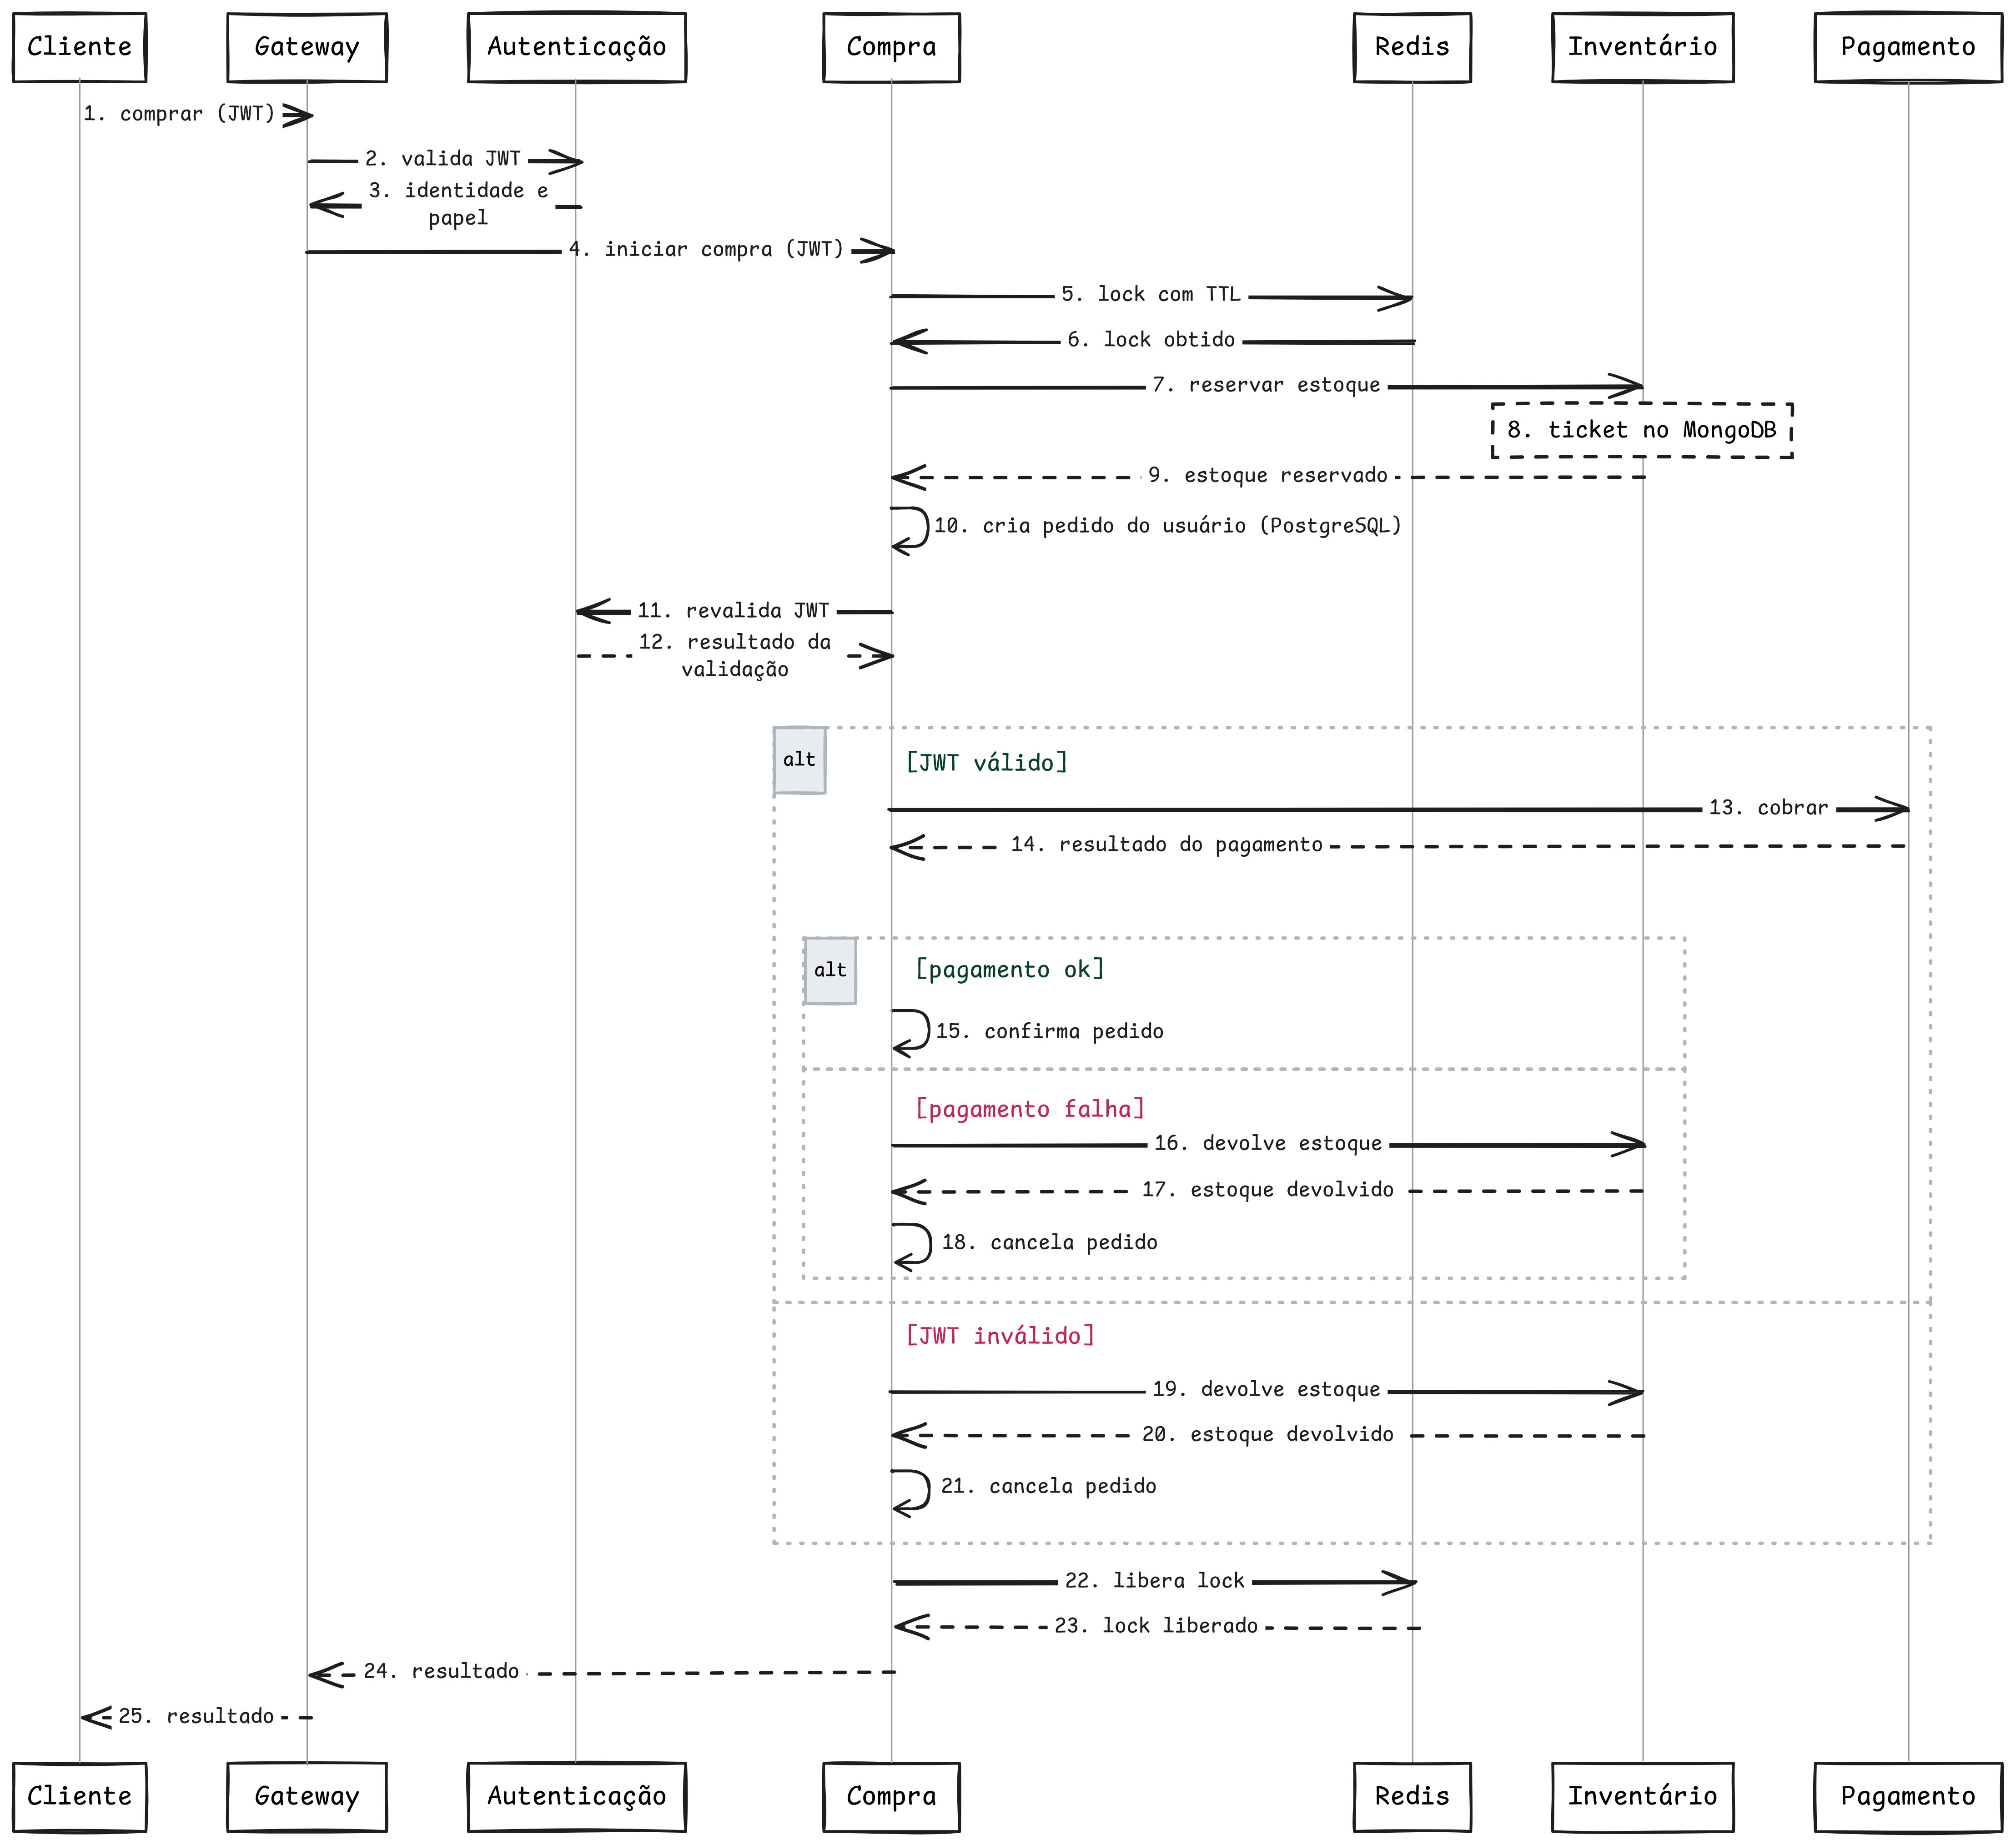 Cliente
Gateway
Autenticação
Compra
Redis
Inventário
Pagamento
1. comprar (JWT)
2. valida JWT
3. identidade e
papel
4. iniciar compra (JWT)
5. lock com TTL
6. lock obtido
7. reservar estoque
8. ticket no MongoDB
9. estoque reservado
10. cria pedido do usuário (PostgreSQL)
11. revalida JWT
12. resultado da
validação
alt
[JWT válido]
13. cobrar
14. resultado do pagamento
alt
[pagamento ok]
15. confirma pedido
[pagamento falha]
16. devolve estoque
17. estoque devolvido
18. cancela pedido
[JWT inválido]
19. devolve estoque
20. estoque devolvido
21. cancela pedido
22. libera lock
23. lock liberado
24. resultado
25. resultado
Cliente
Gateway
Autenticação
Compra
Redis
Inventário
Pagamento